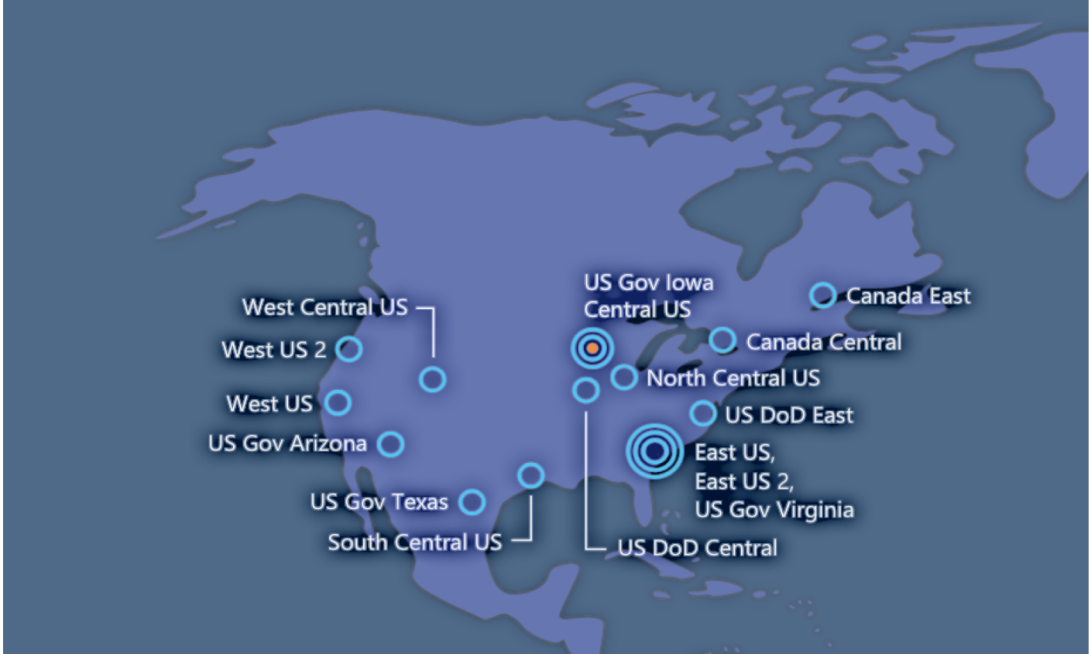 US Gov Iowa
Central US
Canada East
West Central US
Canada Central
West US 2
North Central US
West US
US DoD East
US Gov Arizona
East US,
East US 2,
US Gov Virginia
US Gov Texas
South Central US
US DoD Central